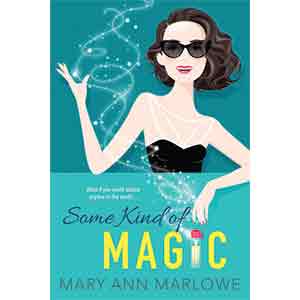 What if you could seduce
anyone in the world?
Some Kind of
MAGIC
MARY ANN MARLOWE